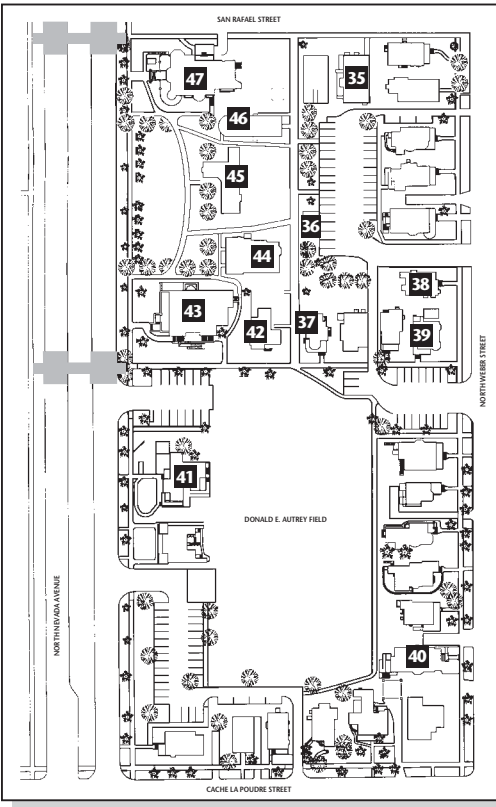 SAN RAFAEL STREET
47
35
46
45
36
44
38
43
42
37
39
NORTH WEBER STREET
41
DONALD E. AUTREY FIELD
NORTH NEVADA AVENUE
40
CACHE LA POUDRE STREET